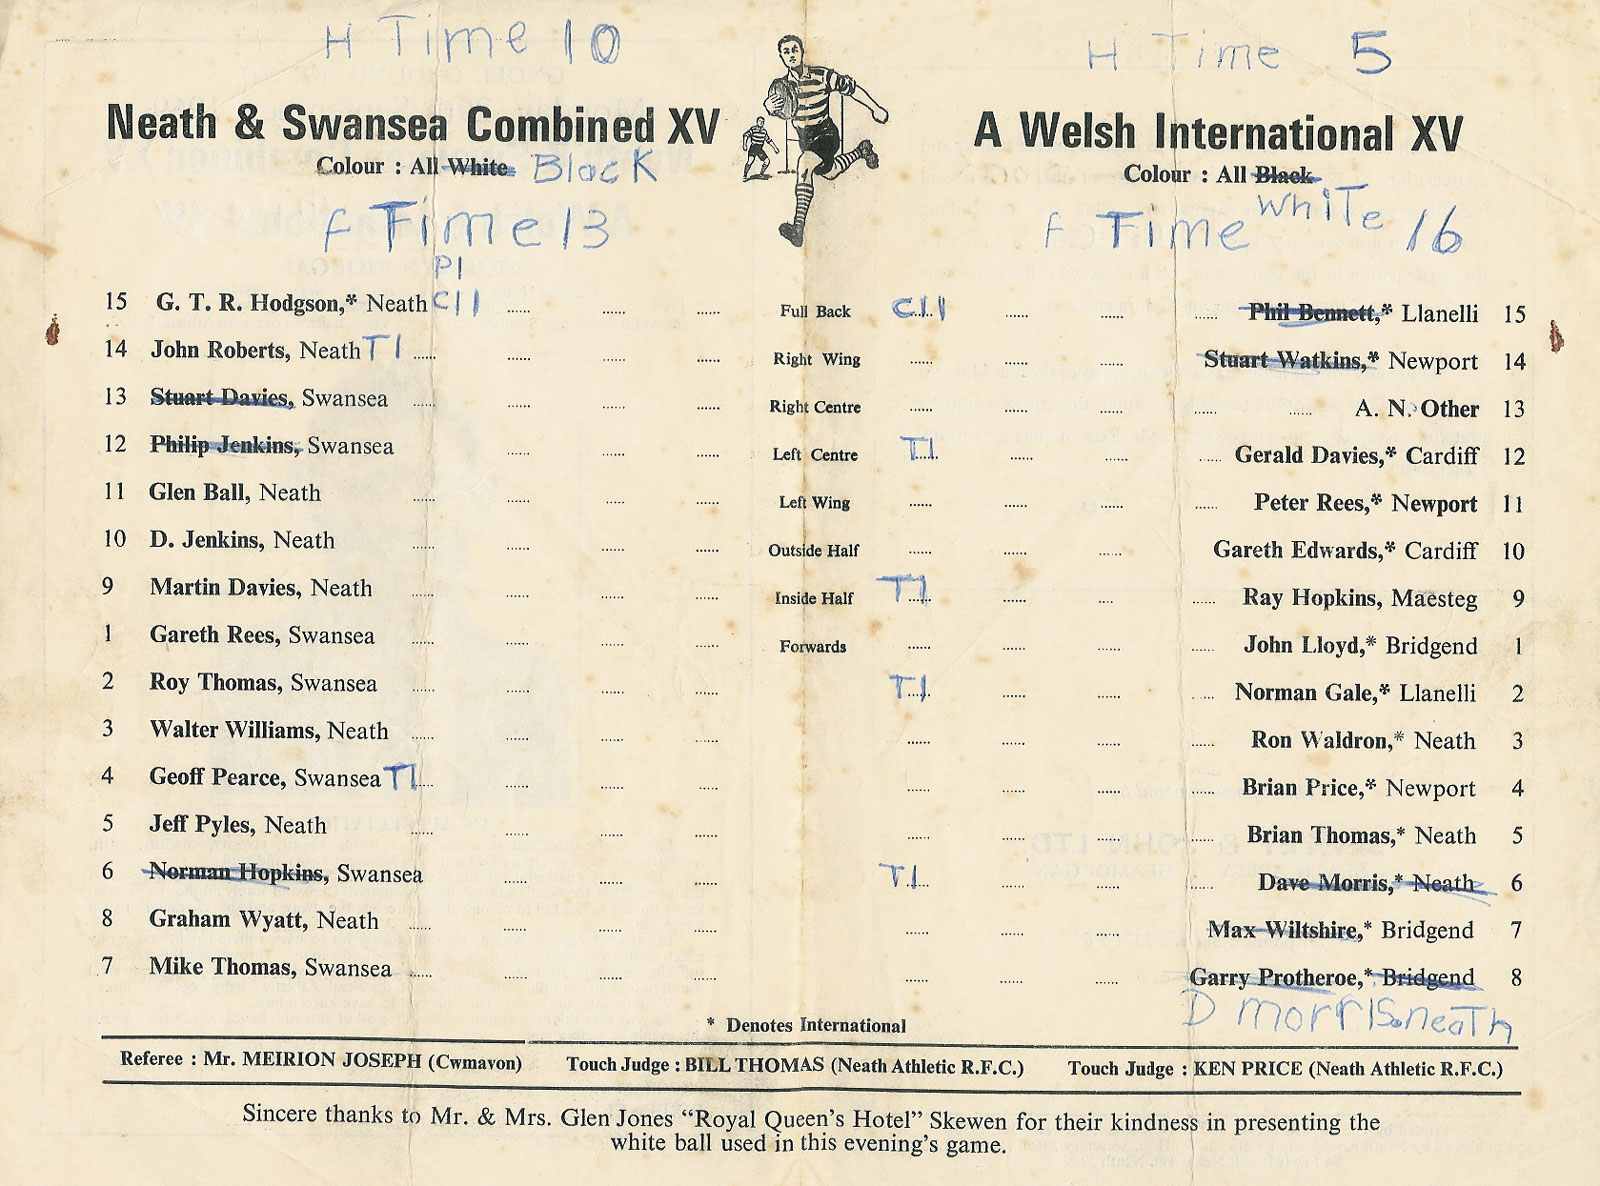 H Time 10
H Time 5
Neath & Swansea Combined XV
Colour : All White Black
F Time 13
A Welsh International XV
Colour : All Black White
F Time 16
P1
15 G. T. R. Hodgson,* Neath C11 ...... ...... ...... Full Back C11 ...... ...... ...... Phil Bennett,* Llanelli 15
14 John Roberts, Neath T1 ...... ...... ...... ...... Right Wing ...... ...... ...... Stuart Watkins,* Newport 14
13 Stuart Davies, Swansea ...... ...... ...... ...... Right Centre ...... ...... ...... ...... ...... A. N. Other 13
12 Philip Jenkins, Swansea ...... ...... ...... Left Centre T1 ...... ...... ...... Gerald Davies,* Cardiff 12
11 Glen Ball, Neath ...... ...... ...... ...... Left Wing ...... ...... ...... ...... Peter Rees,* Newport 11
10 D. Jenkins, Neath ...... ...... ...... ...... Outside Half ...... ...... ...... Gareth Edwards,* Cardiff 10
9 Martin Davies, Neath ...... ...... ...... ...... Inside Half T1 ...... ...... ...... Ray Hopkins, Maesteg 9
1 Gareth Rees, Swansea ...... ...... ...... ...... Forwards ...... ...... ...... ...... John Lloyd,* Bridgend 1
2 Roy Thomas, Swansea ...... ...... ...... ...... T1 ...... ...... ...... Norman Gale,* Llanelli 2
3 Walter Williams, Neath ...... ...... ...... ...... ...... ...... ...... ...... Ron Waldron,* Neath 3
4 Geoff Pearce, Swansea T1 ...... ...... ...... ...... ...... ...... ...... Brian Price,* Newport 4
5 Jeff Pyles, Neath ...... ...... ...... ...... ...... ...... ...... ...... Brian Thomas,* Neath 5
6 Norman Hopkins, Swansea ...... ...... ...... T1 ...... ...... ...... Dave Morris,* Neath 6
8 Graham Wyatt, Neath ...... ...... ...... ...... ...... ...... ...... Max Wiltshire,* Bridgend 7
7 Mike Thomas, Swansea ...... ...... ...... ...... ...... ...... ...... Garry Protheroe,* Bridgend 8
D Morris. neath
* Denotes International
Referee : Mr. MEIRION JOSEPH (Cwmavon) Touch Judge : BILL THOMAS (Neath Athletic R.F.C.) Touch Judge : KEN PRICE (Neath Athletic R.F.C.)
Sincere thanks to Mr. & Mrs. Glen Jones “Royal Queen’s Hotel” Skewen for their kindness in presenting the
white ball used in this evening’s game.